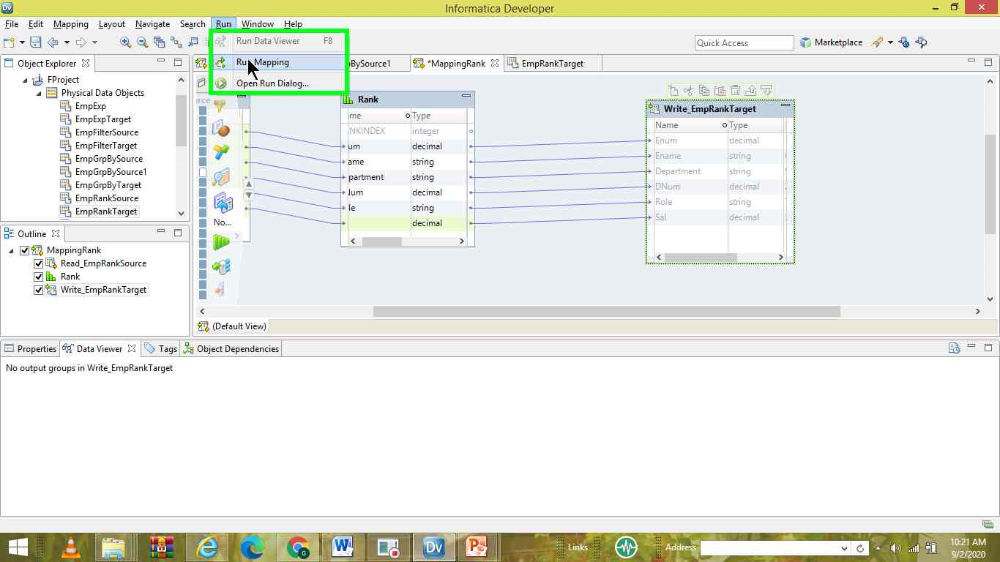 Dv Informatica Developer
File Edit Mapping Layout Navigate Search Run Window Help
Quick Access Marketplace
Run Data Viewer F8
Mapping
Open Run Dialog...
Object Explorer
*MappingRank EmpRankTarget
FProject
Physical Data Objects
EmpExp
EmpExpTarget
EmpFilterSource
EmpFilterTarget
EmpGrpBySource
EmpGrpBySource1
EmpGrpByTarget
EmpRankSource
EmpRankTarget
Outline
MappingRank
Read_EmpRankSource
Rank
Write_EmpRankTarget
No...
Rank
me Type
NKINDEX integer
um decimal
ame string
partment string
lum decimal
le string
decimal
Write_EmpRankTarget
Name Type
Enum decimal
Ename string
Department string
DNum decimal
Role string
Sal decimal
(Default View)
Properties Data Viewer Tags Object Dependencies
No output groups in Write_EmpRankTarget
Links Address
10:21 AM
9/2/2020